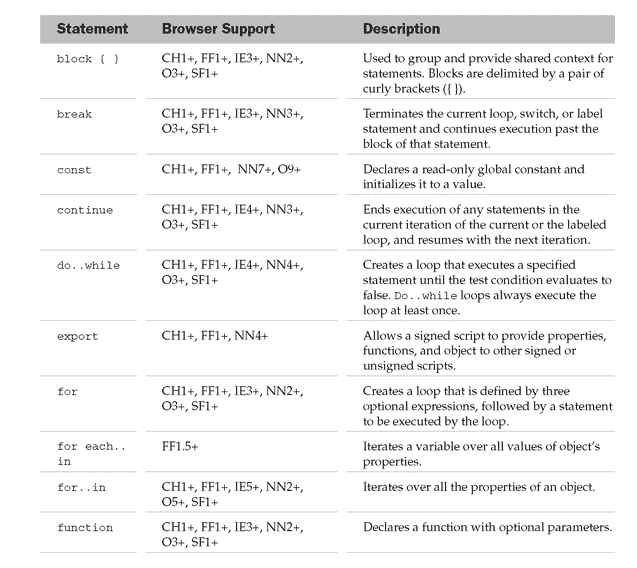 Statement Browser Support Description
block { } CH1+, FF1+, IE3+, NN2+, Used to group and provide shared context for
O3+, SF1+ statements. Blocks are delimited by a pair of
curly brackets ({ }).
break CH1+, FF1+, IE3+, NN3+, Terminates the current loop, switch, or label
O3+, SF1+ statement and continues execution past the
block of that statement.
const CH1+, FF1+, NN7+, O9+ Declares a read-only global constant and
initializes it to a value.
continue CH1+, FF1+, IE4+, NN3+, Ends execution of any statements in the
O3+, SF1+ current iteration of the current or the labeled
loop, and resumes with the next iteration.
do..while CH1+, FF1+, IE4+, NN4+, Creates a loop that executes a specified
O3+, SF1+ statement until the test condition evaluates to
false. Do..while loops always execute the
loop at least once.
export CH1+, FF1+, NN4+ Allows a signed script to provide properties,
functions, and object to other signed or
unsigned scripts.
for CH1+, FF1+, IE3+, NN2+, Creates a loop that is defined by three
O3+, SF1+ optional expressions, followed by a statement
to be executed by the loop.
for each.. FF1.5+ Iterates a variable over all values of object's
in properties.
for..in CH1+, FF1+, IE5+, NN2+, Iterates over all the properties of an object.
O5+, SF1+
function CH1+, FF1+, IE3+, NN2+, Declares a function with optional parameters.
O3+, SF1+